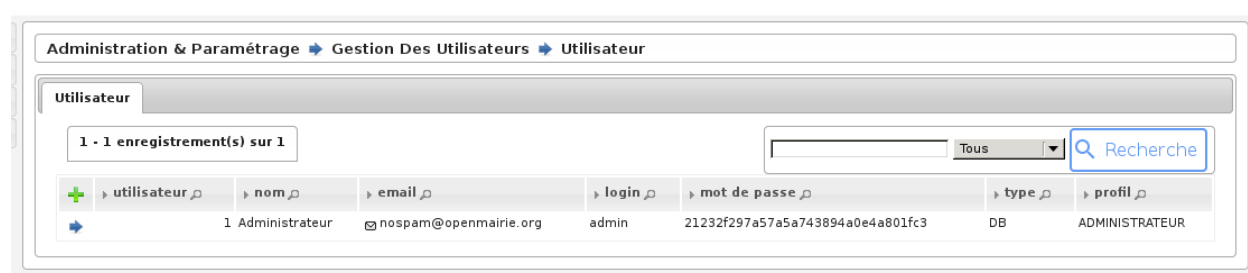 Administration & Paramétrage Gestion Des Utilisateurs Utilisateur
Utilisateur
1 - 1 enregistrement(s) sur 1
Tous Recherche
utilisateur nom email login mot de passe type profil
1 Administrateur nospam@openmairie.org admin 21232f297a57a5a743894a0e4a801fc3 DB ADMINISTRATEUR